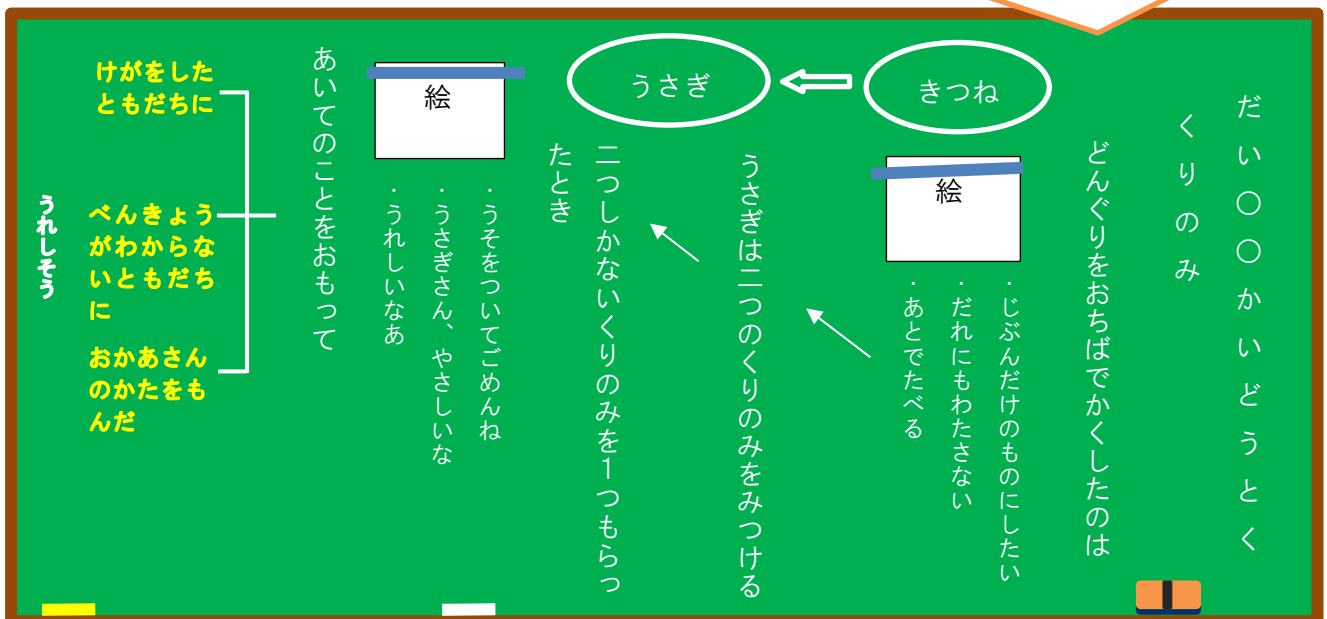 だい〇〇かいどうとく
くりのみ
どんぐりをおちばでかくしたのは
きつね
絵
・じぶんだけのものにしたい
・だれにもわたさない
・あとでたべる
うさぎは二つのくりのみをみつける
うさぎ
二つしかないくりのみを1つもらっ
たとき
絵
・うそをついてごめんね
・うさぎさん、やさしいな
・うれしいなあ
あいてのことをおもって
けがをした
ともだちに
べんきょう
がわからな
いともだち
に
おかあさん
のかたをも
んだ
うれしそう